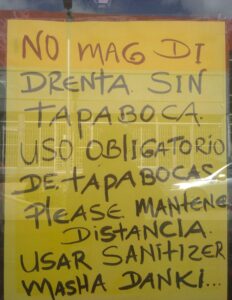 NO MAG DI
DRENTA SIN
TAPABOCA.
USO OBLIGATORIO
DE TAPABOCAS
PLEASE MANTENE
DISTANCIA.
USAR SANITIZER
MASHA DANKI...